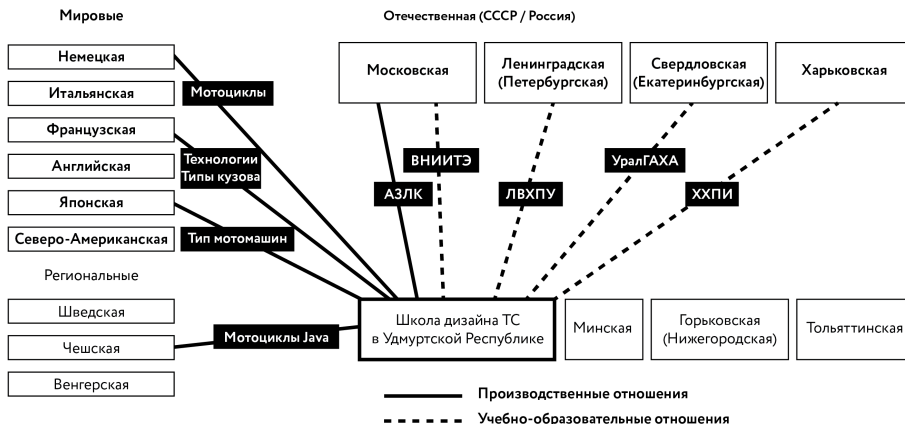 Мировые
Отечественная (СССР / Россия)
Немецкая
Итальянская
Французская
Английская
Японская
Северо-Американская
Региональные
Шведская
Чешская
Венгерская
Мотоциклы
Технологии
Типы кузова
Тип мотомашин
Мотоциклы Java
Московская
Ленинградская
(Петербургская)
Свердловская
(Екатеринбургская)
Харьковская
ВНИИТЭ
АЗЛК
ЛВХПУ
УралГАХА
ХХПИ
Школа дизайна ТС
в Удмуртской Республике
Минская
Горьковская
(Нижегородская)
Тольяттинская
Производственные отношения
Учебно-образовательные отношения